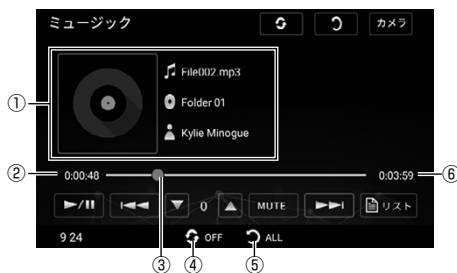 ミュージック カメラ
① File002.mp3
Folder 01
Kylie Minogue
② 0:00:48 0:03:59 ⑥
0 MUTE リスト
9 24 OFF ALL
③ ④ ⑤